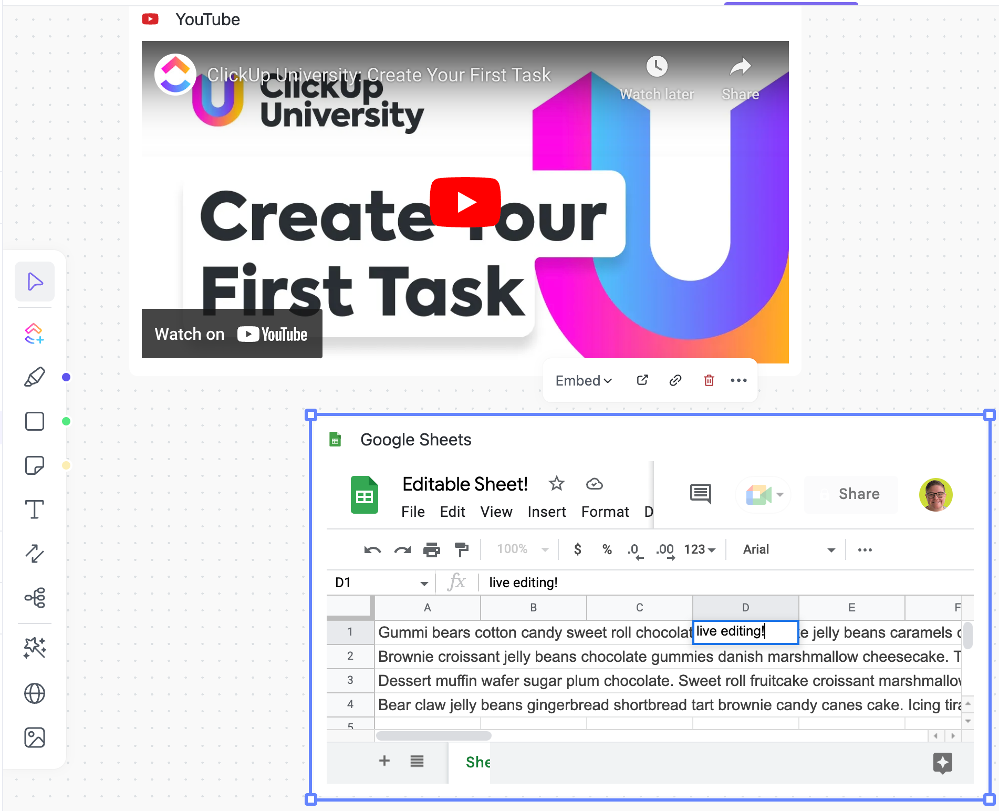 YouTube
ClickUp University: Create Your First Task
Watch later
Share
ClickUp
University
Create Your
First Task
Watch on YouTube
Embed
Google Sheets
Editable Sheet!
File Edit View Insert Format D
Share
100% $ % .0 .00 123 Arial
D1 fx live editing!
A B C D E F
1 Gummi bears cotton candy sweet roll chocolat live editing! ke jelly beans caramels c
2 Brownie croissant jelly beans chocolate gummies danish marshmallow cheesecake. T
3 Dessert muffin wafer sugar plum chocolate. Sweet roll fruitcake croissant marshmallow
4 Bear claw jelly beans gingerbread shortbread tart brownie candy canes cake. Icing tira
5
She